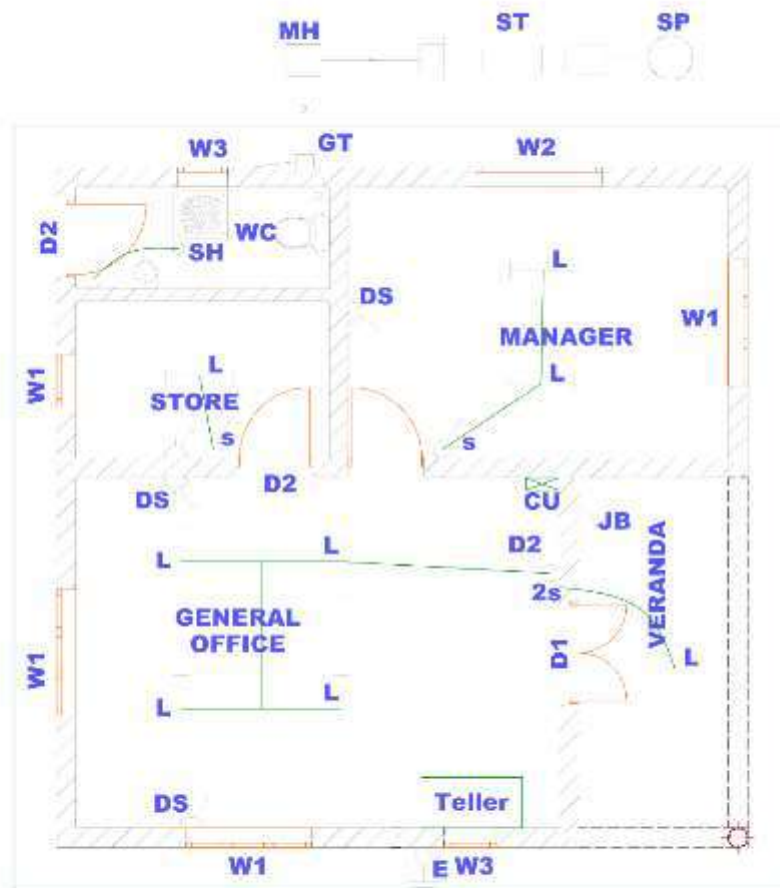 MH
ST
SP
W3
GT
W2
D2
WC
SH
L
DS
MANAGER
W1
W1
L
L
STORE
s
s
D2
DS
CU
JB
L
L
D2
VERANDA
2s
GENERAL
OFFICE
W1
D1
L
L
L
DS
Teller
W1
E
W3